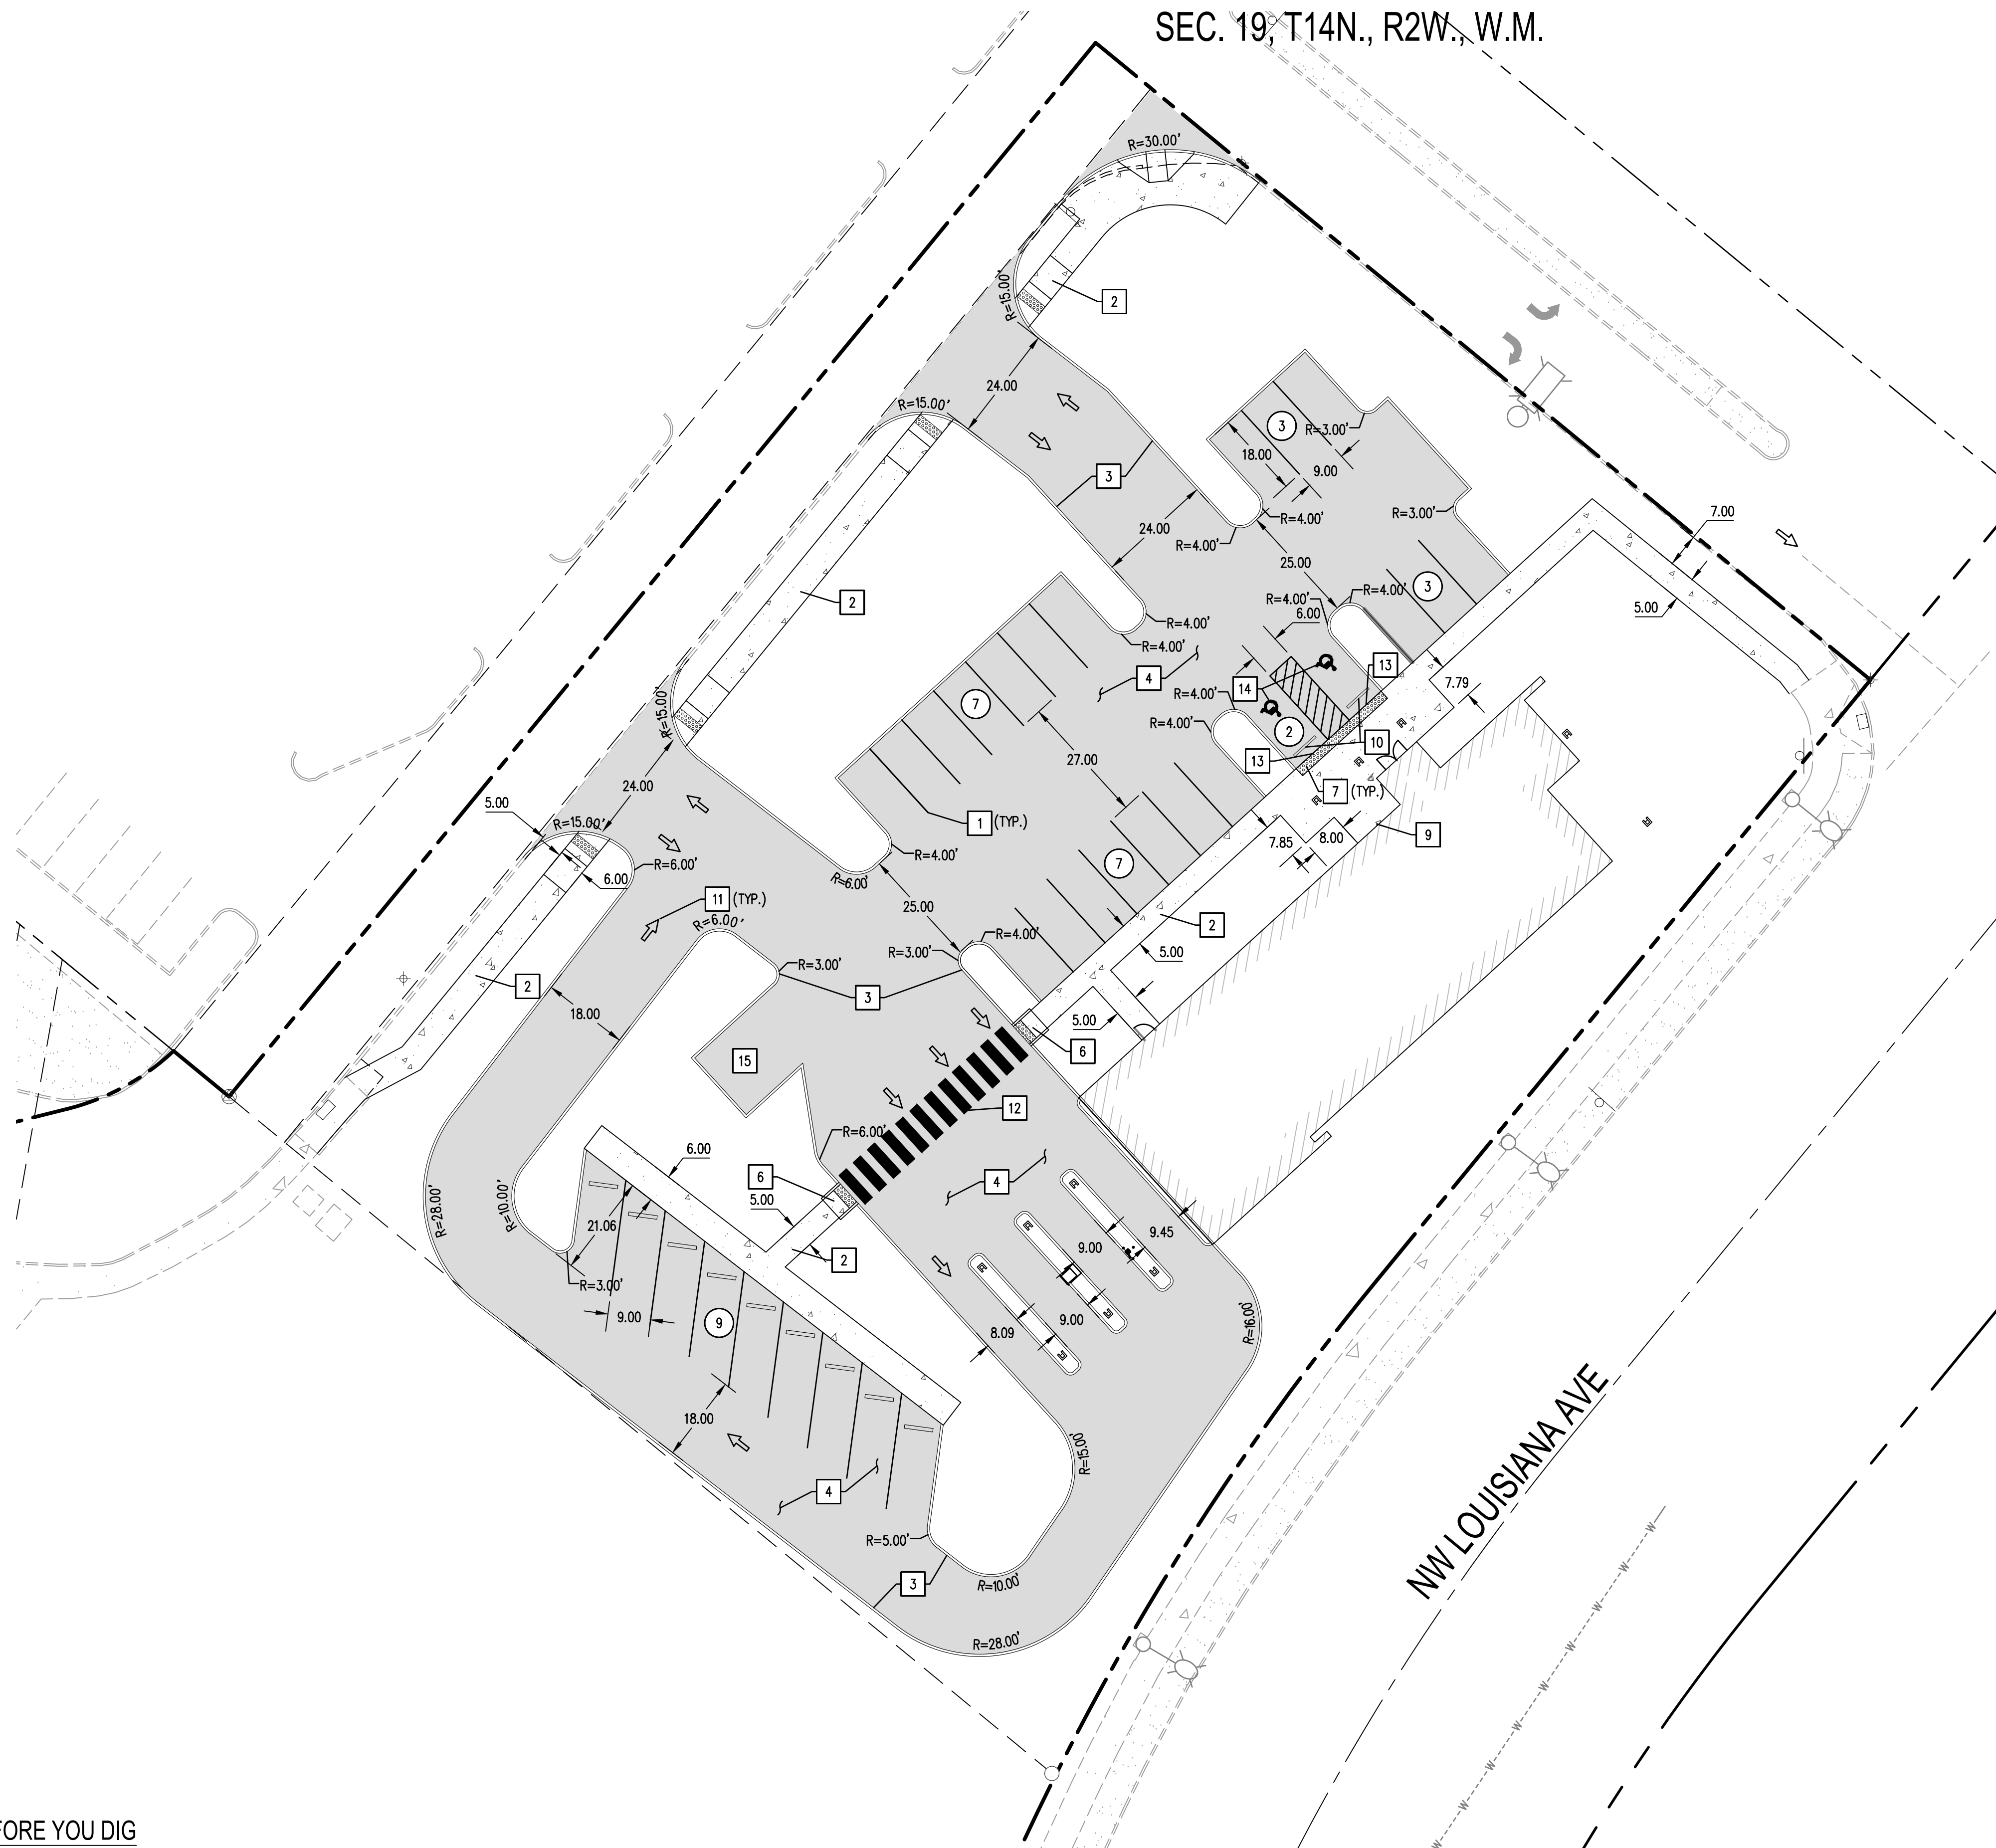 SEC. 19, T14N., R2W., W.M.
R=30.00'
R=15.00'
2
24.00
R=15.00'
3
R=3.00'
18.00
9.00
3
R=4.00'
R=3.00'
7.00
24.00
R=4.00'
25.00
3
2
R=4.00'
R=4.00'
5.00
6.00
R=4.00'
R=4.00'
13
4
14
7.79
R=4.00'
R=15.00'
7
R=4.00'
2
10
27.00
13
24.00
7 (TYP.)
5.00
1 (TYP.)
R=15.00'
9
7.85
8.00
R=4.00'
7
R=6.00'
6.00
R=6.00'
11 (TYP.)
25.00
2
R=6.00'
R=4.00'
R=3.00'
5.00
R=3.00'
2
3
18.00
5.00
15
6
12
R=6.00'
6.00
6
4
5.00
R=28.00'
R=10.00'
21.06
9.45
9.00
2
R=3.00'
9.00
9
9.00
8.09
R=16.00'
18.00
R=15.00'
4
R=5.00'
3
R=10.00'
R=28.00'
NW LOUISIANA AVE
W
W
W
W
W
W
W
W
FORE YOU DIG